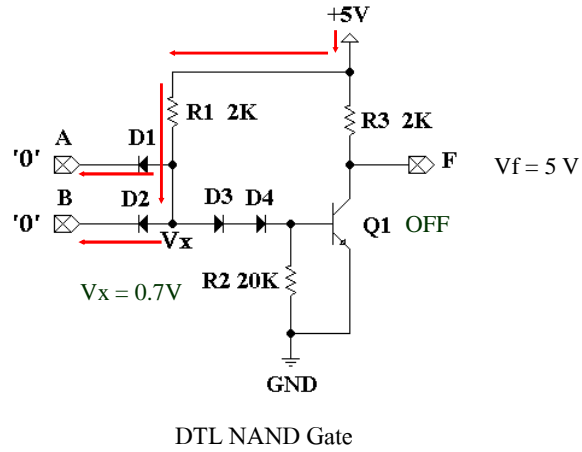 +5V
R1 2K
R3 2K
A
D1
'0'
F
Vf = 5 V
B
D2
D3
D4
'0'
Q1
OFF
Vx
R2 20K
Vx = 0.7V
GND
DTL NAND Gate